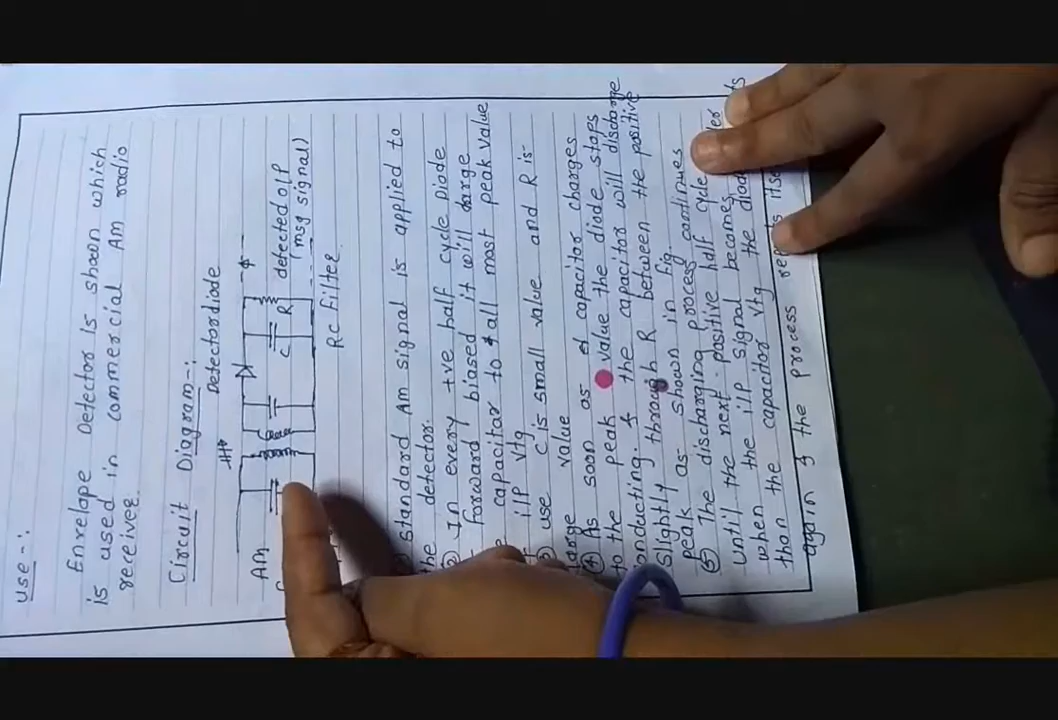 use-:
Envelope Detector is shown which
is used in commercial Am radio
receiver.
Circuit Diagram-:
Detector diode
Am
C R
detected o|P
(msg signal)
Rc filter
standard Am signal is applied to
the detector.
② In every +ve half cycle diode
forward biased it will charge
capacitar to all most peak value
i|P vtg
use c is small value and R is-
large value
④ As soon as capacitor charges
to the peak value the diode stops
conducting. the capacitor will discharge
slightly through R between the positive
peak as shown in fig.
⑤ The discharging process continues
until the next positive half cycle
when the i|P signal becomes
than the capacitor vtg the diod
again & the process itse